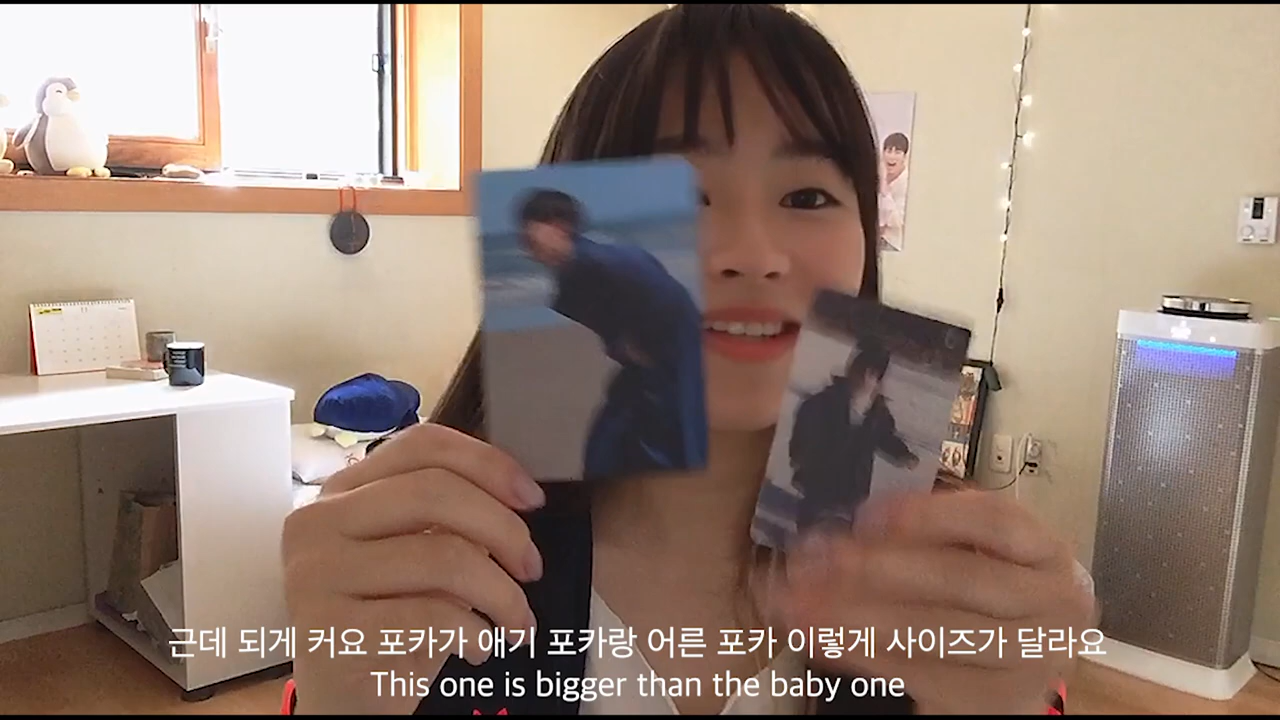 근데 되게 커요 포카가 애기 포카랑 어른 포카 이렇게 사이즈가 달라요
This one is bigger than the baby one